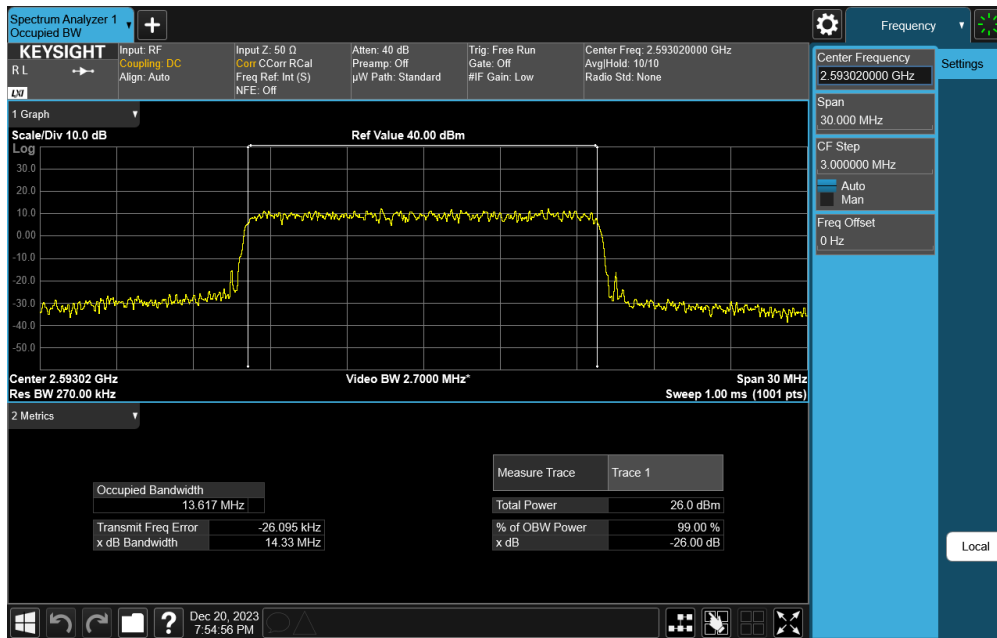 Spectrum Analyzer 1
Occupied BW
+
Frequency
KEYSIGHT
R L
LXI
Input: RF
Coupling: DC
Align: Auto
Input Z: 50 Ω
Corr CCorr RCal
Freq Ref: Int (S)
NFE: Off
Atten: 40 dB
Preamp: Off
µW Path: Standard
Trig: Free Run
Gate: Off
#IF Gain: Low
Center Freq: 2.593020000 GHz
Avg|Hold: 10/10
Radio Std: None
Center Frequency
2.593020000 GHz
Settings
Span
30.000 MHz
CF Step
3.000000 MHz
Auto
Man
Freq Offset
0 Hz
1 Graph
Scale/Div 10.0 dB
Ref Value 40.00 dBm
Log
30.0
20.0
10.0
0.00
-10.0
-20.0
-30.0
-40.0
-50.0
Center 2.59302 GHz
Video BW 2.7000 MHz*
Span 30 MHz
Res BW 270.00 kHz
Sweep 1.00 ms (1001 pts)
2 Metrics
Occupied Bandwidth
13.617 MHz
Transmit Freq Error -26.095 kHz
x dB Bandwidth 14.33 MHz
Measure Trace Trace 1
Total Power 26.0 dBm
% of OBW Power 99.00 %
x dB -26.00 dB
Local
?
Dec 20, 2023
7:54:56 PM